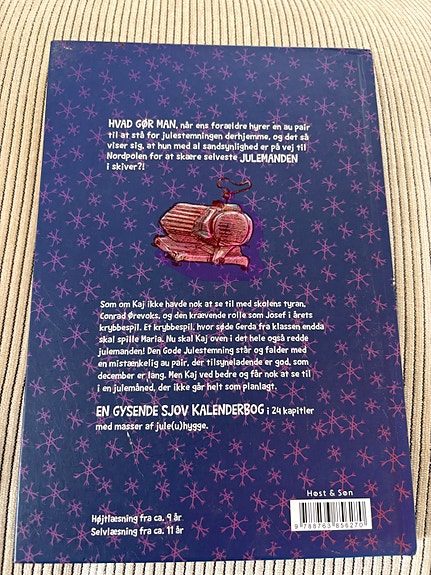 HVAD GØR MAN, når ens forældre hyrer en au pair
til at stå for julestemningen derhjemme, og det så
viser sig, at hun med al sandsynlighed er på vej til
Nordpolen for at skære selveste JULEMANDEN
i skiver?!
Som om Kaj ikke havde nok at se til med skolens tyran,
Conrad Ørevoks, og den krævende rolle som Josef i årets
krybbespil. Et krybbespil, hvor søde Gerda fra klassen endda
skal spille Maria. Nu skal Kaj oven i det hele også redde
julemanden! Den Gode Julestemning står og falder med
en mistænkelig au pair, der tilsyneladende er god, som
december er lang. Men Kaj ved bedre og får nok at se til
i en julemåned, der ikke går helt som planlagt.
EN GYSENDE SJOV KALENDERBOG i 24 kapitler
med masser af jule(u)hygge.
Høst & Søn
9 788763 856270
Højtlæsning fra ca. 9 år
Selvlæsning fra ca. 11 år